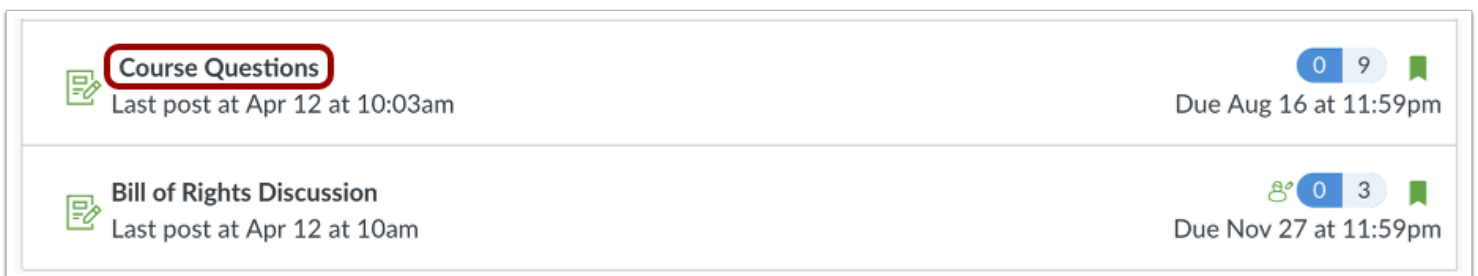 Course Questions
0 9
Last post at Apr 12 at 10:03am
Due Aug 16 at 11:59pm
Bill of Rights Discussion
0 3
Last post at Apr 12 at 10am
Due Nov 27 at 11:59pm